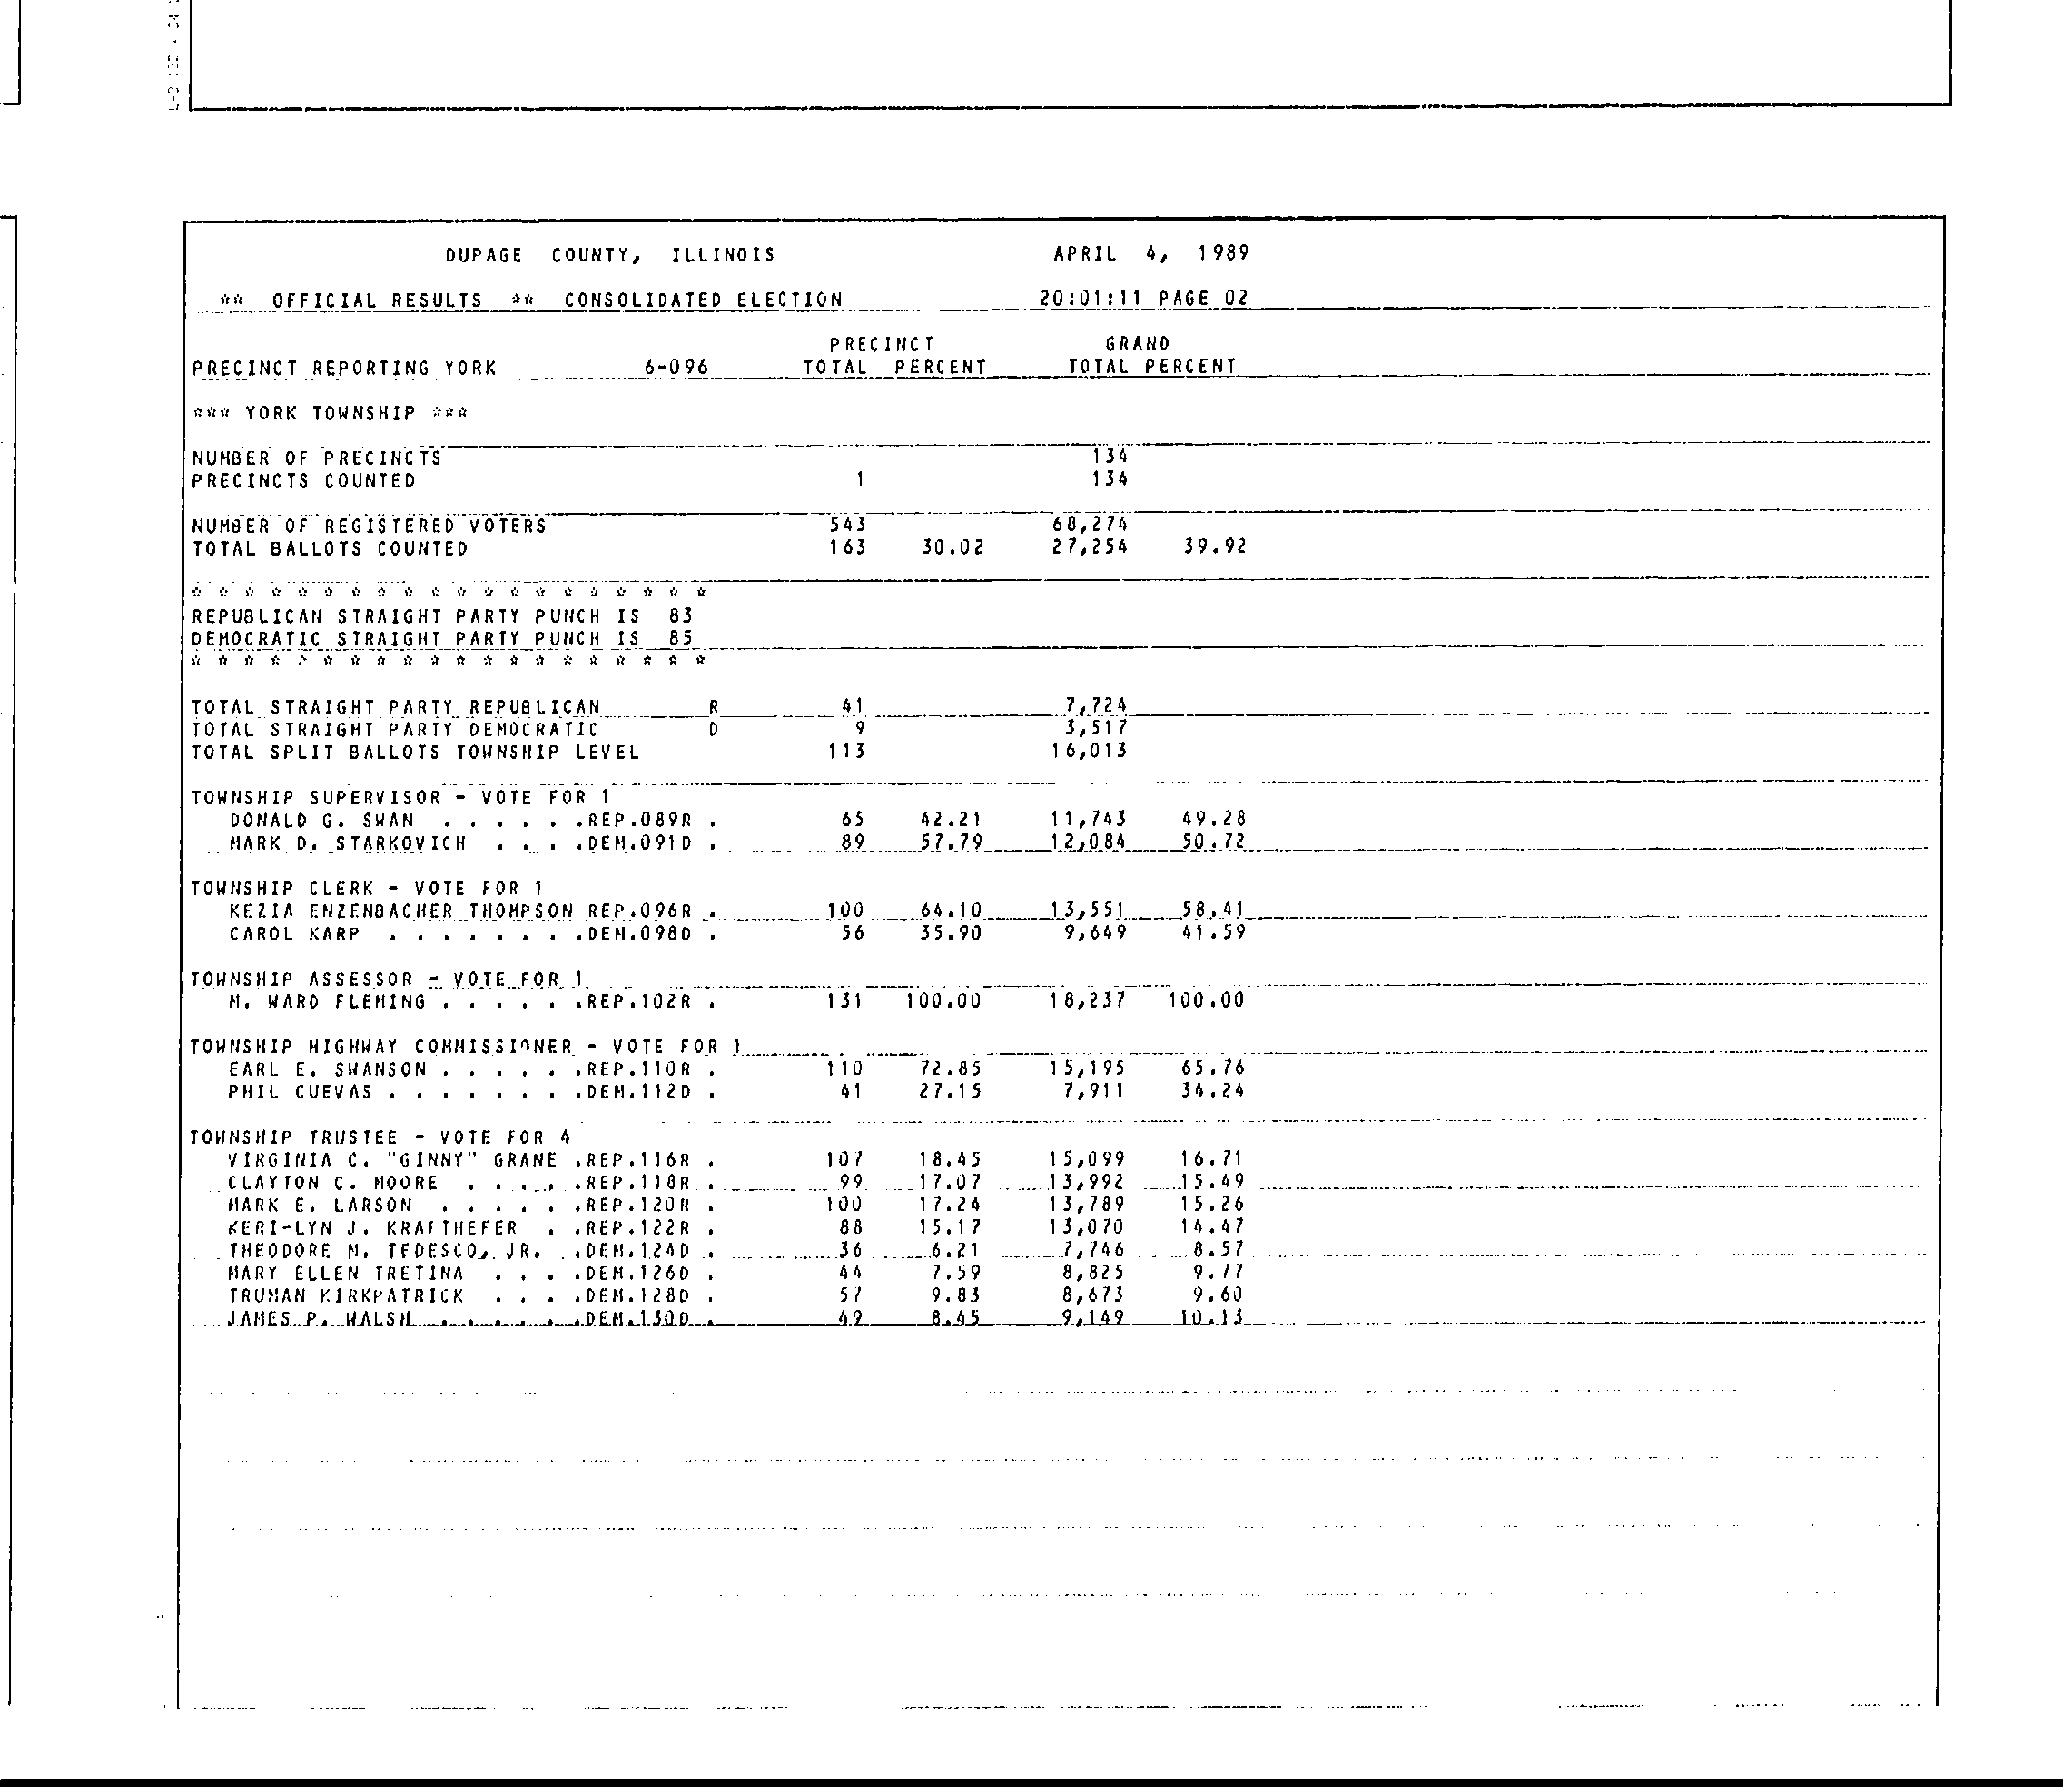 DUPAGE COUNTY, ILLINOIS APRIL 4, 1989
** OFFICIAL RESULTS ** CONSOLIDATED ELECTION 20:01:11 PAGE 02
PRECINCT GRAND
PRECINCT REPORTING YORK 6-096 TOTAL PERCENT TOTAL PERCENT
*** YORK TOWNSHIP ***
NUMBER OF PRECINCTS 134
PRECINCTS COUNTED 1 134
NUMBER OF REGISTERED VOTERS 543 68,274
TOTAL BALLOTS COUNTED 163 30.02 27,254 39.92
* * * * * * * * * * * * * * * * * * * *
REPUBLICAN STRAIGHT PARTY PUNCH IS 83
DEMOCRATIC STRAIGHT PARTY PUNCH IS 85
* * * * * * * * * * * * * * * * * * * *
TOTAL STRAIGHT PARTY REPUBLICAN R 41 7,724
TOTAL STRAIGHT PARTY DEMOCRATIC D 9 3,517
TOTAL SPLIT BALLOTS TOWNSHIP LEVEL 113 16,013
TOWNSHIP SUPERVISOR - VOTE FOR 1
DONALD G. SWAN . . . . . .REP.089R . 65 42.21 11,743 49.28
MARK D. STARKOVICH . . . .DEM.091D . 89 57.79 12,084 50.72
TOWNSHIP CLERK - VOTE FOR 1
KEZIA ENZENBACHER THOMPSON REP.096R . 100 64.10 13,551 58.41
CAROL KARP . . . . . . . .DEM.098D . 56 35.90 9,649 41.59
TOWNSHIP ASSESSOR - VOTE FOR 1
M. WARD FLEMING . . . . . .REP.102R . 131 100.00 18,237 100.00
TOWNSHIP HIGHWAY COMMISSIONER - VOTE FOR 1
EARL E. SWANSON . . . . . .REP.110R . 110 72.85 15,195 65.76
PHIL CUEVAS . . . . . . . .DEM.112D . 41 27.15 7,911 34.24
TOWNSHIP TRUSTEE - VOTE FOR 4
VIRGINIA C. "GINNY" GRANE .REP.116R . 107 18.45 15,099 16.71
CLAYTON C. MOORE . . . . .REP.118R . 99 17.07 13,992 15.49
MARK E. LARSON . . . . . .REP.120R . 100 17.24 13,789 15.26
KERI-LYN J. KRAFTHEFER . .REP.122R . 88 15.17 13,070 14.47
THEODORE M. TEDESCO, JR. .DEM.124D . 36 6.21 7,746 8.57
MARY ELLEN TRETINA . . . .DEM.126D . 44 7.59 8,825 9.77
TRUMAN KIRKPATRICK . . . .DEM.128D . 57 9.83 8,673 9.60
JAMES P. WALSH . . . . . .DEM.130D . 49 8.45 9,149 10.13